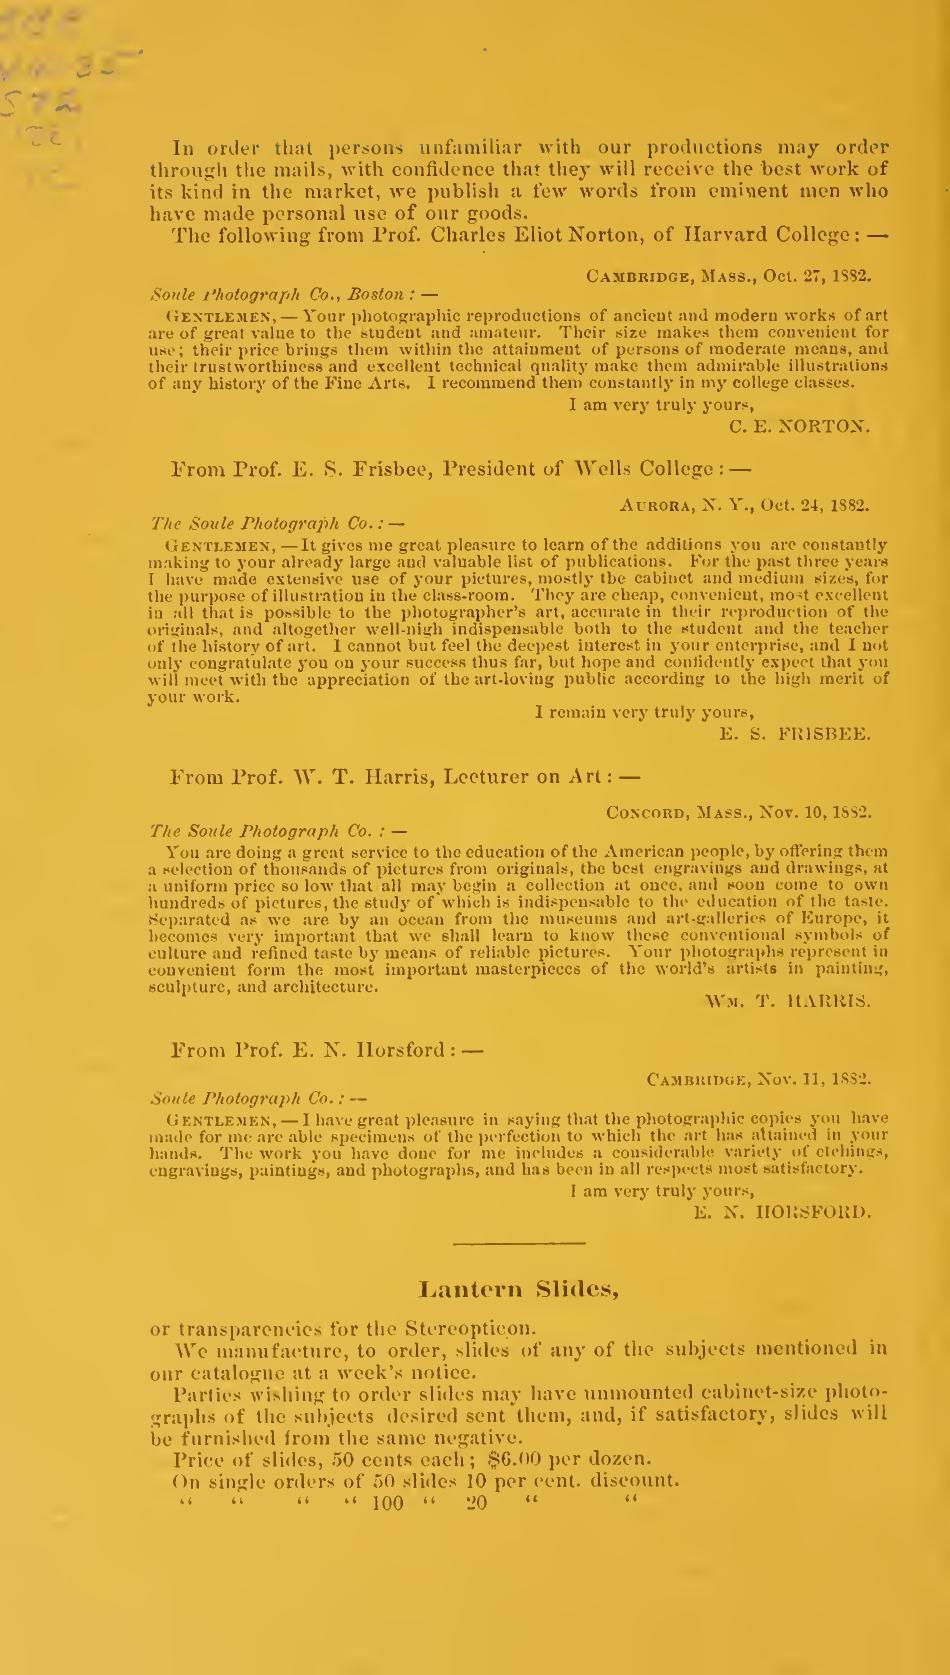 In order that persons unfamiliar with our productions may order
through the mails, with confidence that they will receive the best work of
its kind in the market, we publish a few words from eminent men who
have made personal use of our goods.
The following from Prof. Charles Eliot Norton, of Harvard College: —
CAMBRIDGE, MASS., Oct. 27, 1882.
Soule Photograph Co., Boston: —
GENTLEMEN, — Your photographic reproductions of ancient and modern works of art
are of great value to the student and amateur. Their size makes them convenient for
use; their price brings them within the attainment of persons of moderate means, and
their trustworthiness and excellent technical quality make them admirable illustrations
of any history of the Fine Arts. I recommend them constantly in my college classes.
I am very truly yours,
C. E. NORTON.
From Prof. E. S. Frisbee, President of Wells College: —
AURORA, N. Y., Oct. 24, 1882.
The Soule Photograph Co.: —
GENTLEMEN, — It gives me great pleasure to learn of the additions you are constantly
making to your already large and valuable list of publications. For the past three years
I have made extensive use of your pictures, mostly the cabinet and medium sizes, for
the purpose of illustration in the class-room. They are cheap, convenient, most excellent
in all that is possible to the photographer's art, accurate in their reproduction of the
originals, and altogether well-nigh indispensable both to the student and the teacher
of the history of art. I cannot but feel the deepest interest in your enterprise, and I not
only congratulate you on your success thus far, but hope and confidently expect that you
will meet with the appreciation of the art-loving public according to the high merit of
your work.
I remain very truly yours,
E. S. FRISBEE.
From Prof. W. T. Harris, Lecturer on Art: —
CONCORD, MASS., Nov. 10, 1882.
The Soule Photograph Co.: —
You are doing a great service to the education of the American people, by offering them
a selection of thousands of pictures from originals, the best engravings and drawings, at
a uniform price so low that all may begin a collection at once, and soon come to own
hundreds of pictures, the study of which is indispensable to the education of the taste.
Separated as we are by an ocean from the museums and art-galleries of Europe, it
becomes very important that we shall learn to know these conventional symbols of
culture and refined taste by means of reliable pictures. Your photographs represent in
convenient form the most important masterpieces of the world's artists in painting,
sculpture, and architecture.
WM. T. HARRIS.
From Prof. E. N. Horsford: —
CAMBRIDGE, Nov. 11, 1882.
Soule Photograph Co.: —
GENTLEMEN, — I have great pleasure in saying that the photographic copies you have
made for me are able specimens of the perfection to which the art has attained in your
hands. The work you have done for me includes a considerable variety of etchings,
engravings, paintings, and photographs, and has been in all respects most satisfactory.
I am very truly yours,
E. N. HORSFORD.
Lantern Slides,
or transparencies for the Stereopticon.
We manufacture, to order, slides of any of the subjects mentioned in
our catalogue at a week's notice.
Parties wishing to order slides may have unmounted cabinet-size photo-
graphs of the subjects desired sent them, and, if satisfactory, slides will
be furnished from the same negative.
Price of slides, 50 cents each; $6.00 per dozen.
On single orders of 50 slides 10 per cent. discount.
“ “ “ “ 100 “ 20 “ “